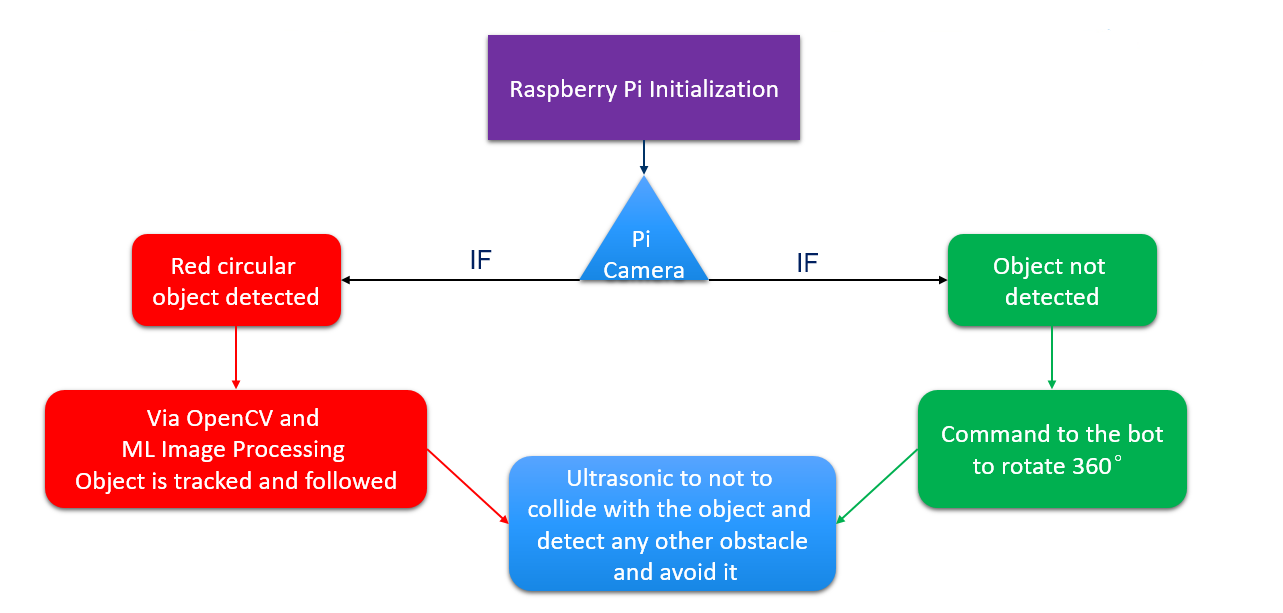 Raspberry Pi Initialization
Pi
Camera
IF
IF
Red circular
object detected
Object not
detected
Via OpenCV and
ML Image Processing
Object is tracked and followed
Command to the bot
to rotate 360°
Ultrasonic to not to
collide with the object and
detect any other obstacle
and avoid it